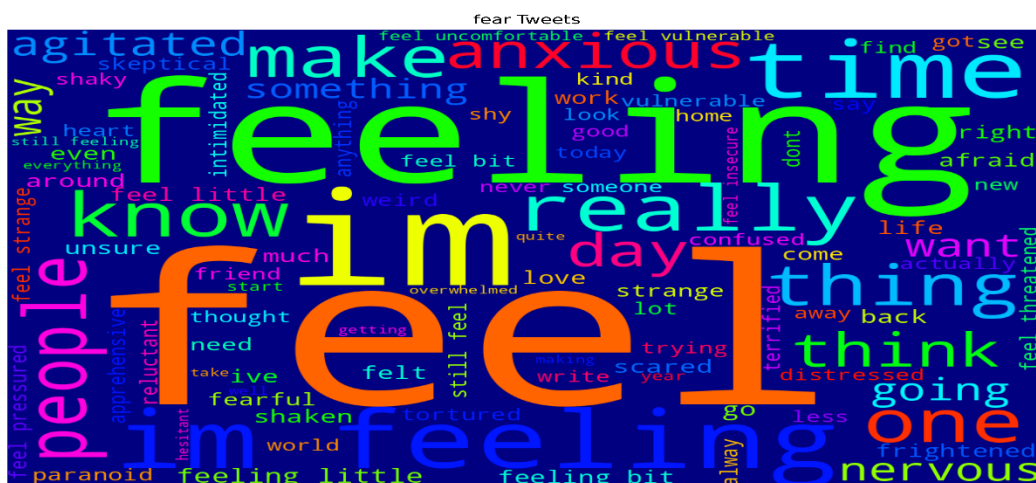 fear Tweets
agitated
make
anxious
time
feel uncomfortable
feel vulnerable
find
got
see
skeptical
shaky
something
kind
work
vulnerable
say
way
feeling
intimidated
anything
shy
look
home
good
dont
right
heart
still feeling
even
everything
feel bit
today
afraid
around
feel little
never
someone
feel insecure
new
know
im
weird
really
life
unsure
much
quite
day
confused
want
come
actually
feel strange
people
friend
start
overwhelmed
love
strange
thing
feel threatened
thought
getting
lot
terrified
away
back
feel
need
still feel
trying
think
apprehensive
reluctant
take
ive
felt
making
scared
write
year
distressed
going
fearful
well
shaken
tortured
go
less
one
feel pressured
hesitant
im feeling
world
alway
frightened
paranoid
feeling little
feeling bit
nervous